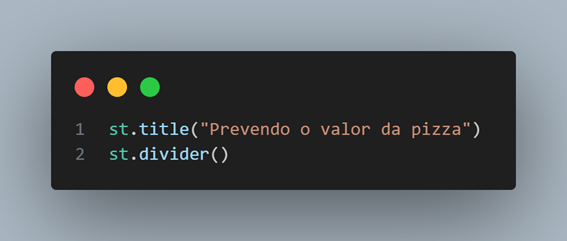 1 st.title("Prevendo o valor da pizza")
2 st.divider()